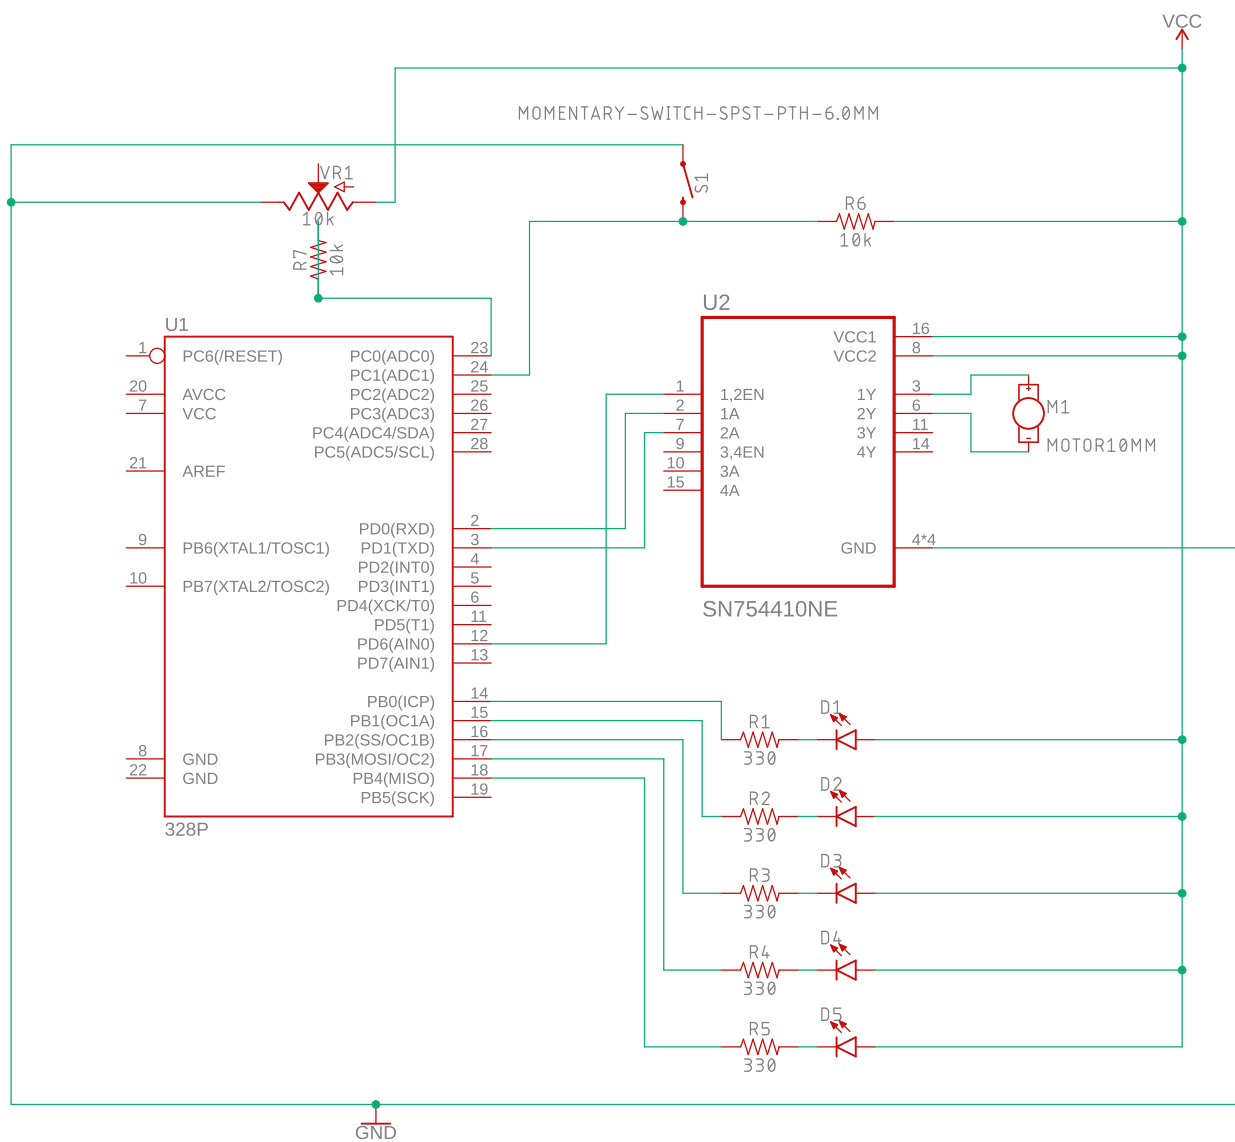 VCC
MOMENTARY-SWITCH-SPST-PTH-6.0MM
VR1
10k
S1
R6
10k
R7
10k
U1
1 PC6(/RESET) PC0(ADC0) 23
PC1(ADC1) 24
20 AVCC PC2(ADC2) 25
7 VCC PC3(ADC3) 26
PC4(ADC4/SDA) 27
PC5(ADC5/SCL) 28
21 AREF
PD0(RXD) 2
9 PB6(XTAL1/TOSC1) PD1(TXD) 3
PD2(INT0) 4
10 PB7(XTAL2/TOSC2) PD3(INT1) 5
PD4(XCK/T0) 6
PD5(T1) 11
PD6(AIN0) 12
PD7(AIN1) 13
PB0(ICP) 14
PB1(OC1A) 15
PB2(SS/OC1B) 16
8 GND PB3(MOSI/OC2) 17
22 GND PB4(MISO) 18
PB5(SCK) 19
328P
U2
VCC1 16
VCC2 8
1 1,2EN 1Y 3
2 1A 2Y 6
7 2A 3Y 11
9 3,4EN 4Y 14
10 3A
15 4A
GND 4*4
SN754410NE
+
M1
-
MOTOR10MM
R1 D1
330
R2 D2
330
R3 D3
330
R4 D4
330
R5 D5
330
GND